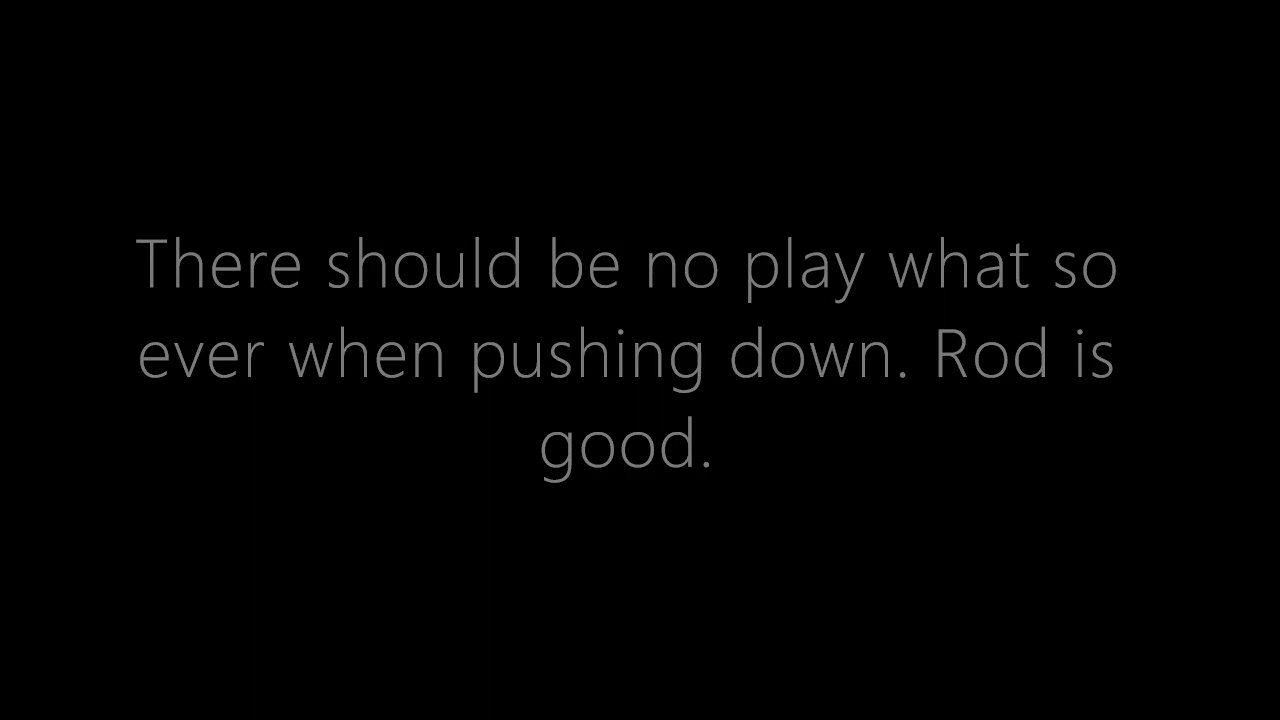 There should be no play what so
ever when pushing down. Rod is
good.